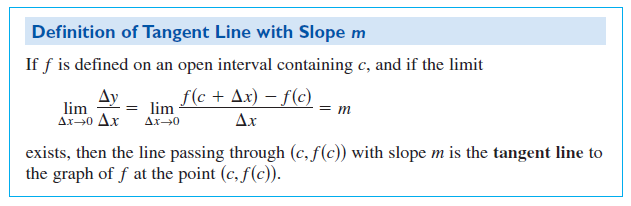 Definition of Tangent Line with Slope m
If f is defined on an open interval containing c, and if the limit
lim Δx→0 Δy/Δx = lim Δx→0 (f(c + Δx) − f(c))/Δx = m
exists, then the line passing through (c, f(c)) with slope m is the tangent line to
the graph of f at the point (c, f(c)).